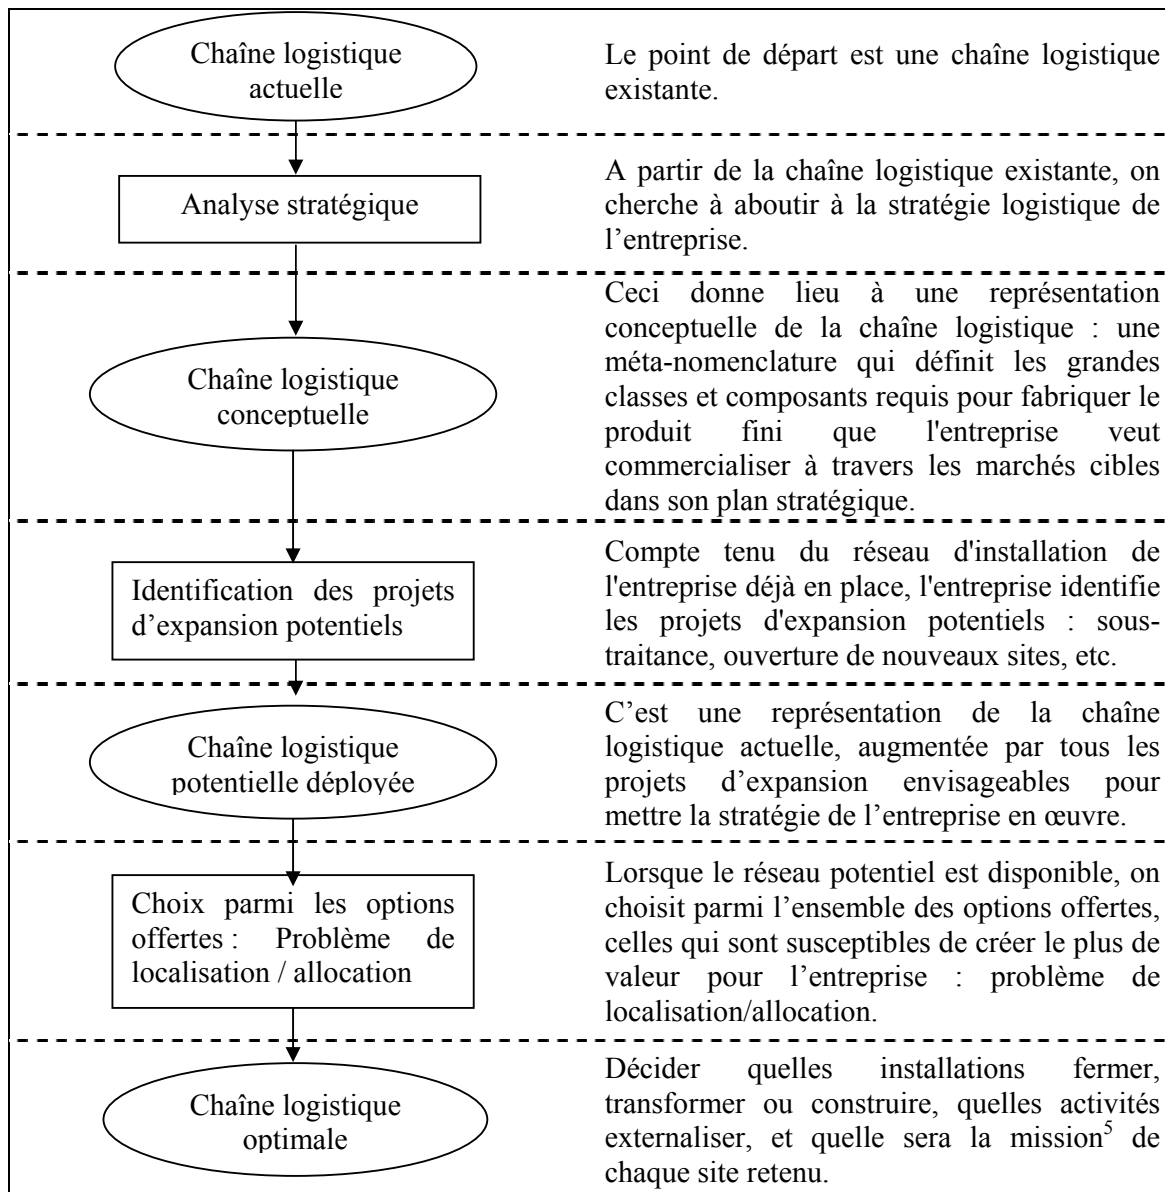 Chaîne logistique
actuelle
Le point de départ est une chaîne logistique
existante.
Analyse stratégique
A partir de la chaîne logistique existante, on
cherche à aboutir à la stratégie logistique de
l’entreprise.
Chaîne logistique
conceptuelle
Ceci donne lieu à une représentation
conceptuelle de la chaîne logistique : une
méta-nomenclature qui définit les grandes
classes et composants requis pour fabriquer le
produit fini que l'entreprise veut
commercialiser à travers les marchés cibles
dans son plan stratégique.
Identification des projets
d’expansion potentiels
Compte tenu du réseau d'installation de
l'entreprise déjà en place, l'entreprise identifie
les projets d'expansion potentiels : sous-
traitance, ouverture de nouveaux sites, etc.
Chaîne logistique
potentielle déployée
C’est une représentation de la chaîne
logistique actuelle, augmentée par tous les
projets d’expansion envisageables pour
mettre la stratégie de l’entreprise en œuvre.
Choix parmi les options
offertes : Problème de
localisation / allocation
Lorsque le réseau potentiel est disponible, on
choisit parmi l’ensemble des options offertes,
celles qui sont susceptibles de créer le plus de
valeur pour l’entreprise : problème de
localisation/allocation.
Chaîne logistique
optimale
Décider quelles installations fermer,
transformer ou construire, quelles activités
externaliser, et quelle sera la mission⁵ de
chaque site retenu.